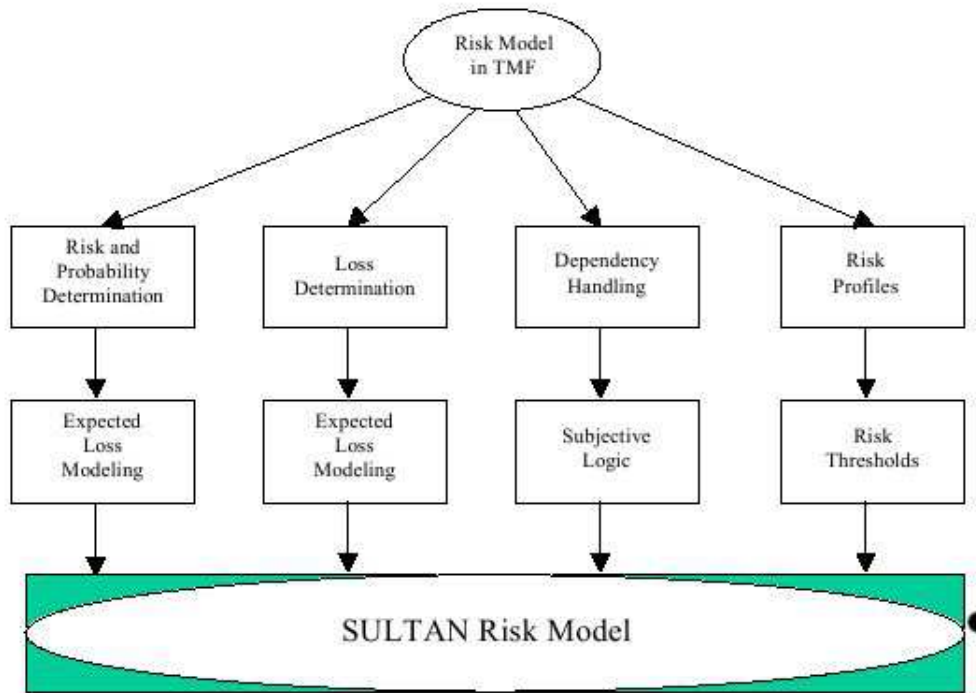 Risk Model
in TMF
Risk and
Probability
Determination
Loss
Determination
Dependency
Handling
Risk
Profiles
Expected
Loss
Modeling
Expected
Loss
Modeling
Subjective
Logic
Risk
Thresholds
SULTAN Risk Model